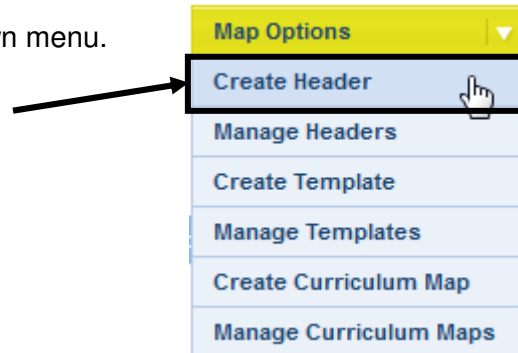 menu.
Map Options
Create Header
Manage Headers
Create Template
Manage Templates
Create Curriculum Map
Manage Curriculum Maps